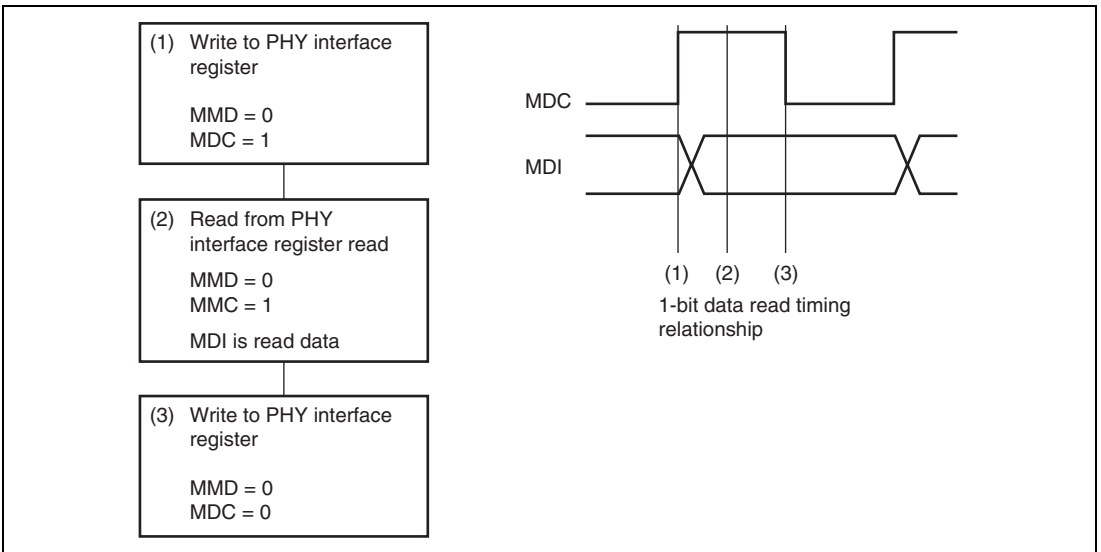 (1) Write to PHY interface
register
MMD = 0
MDC = 1
(2) Read from PHY
interface register read
MMD = 0
MMC = 1
MDI is read data
(3) Write to PHY interface
register
MMD = 0
MDC = 0
MDC
MDI
(1) (2) (3)
1-bit data read timing
relationship